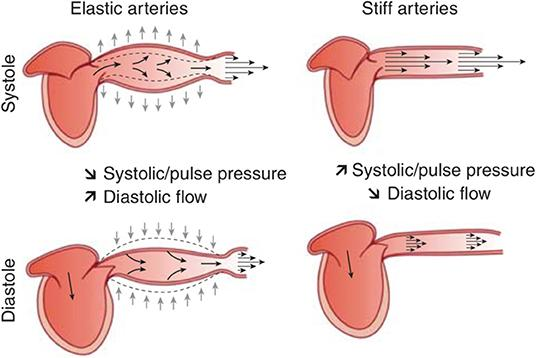 Elastic arteries
Stiff arteries
Systole
↘ Systolic/pulse pressure
↗ Diastolic flow
↗ Systolic/pulse pressure
↘ Diastolic flow
Diastole